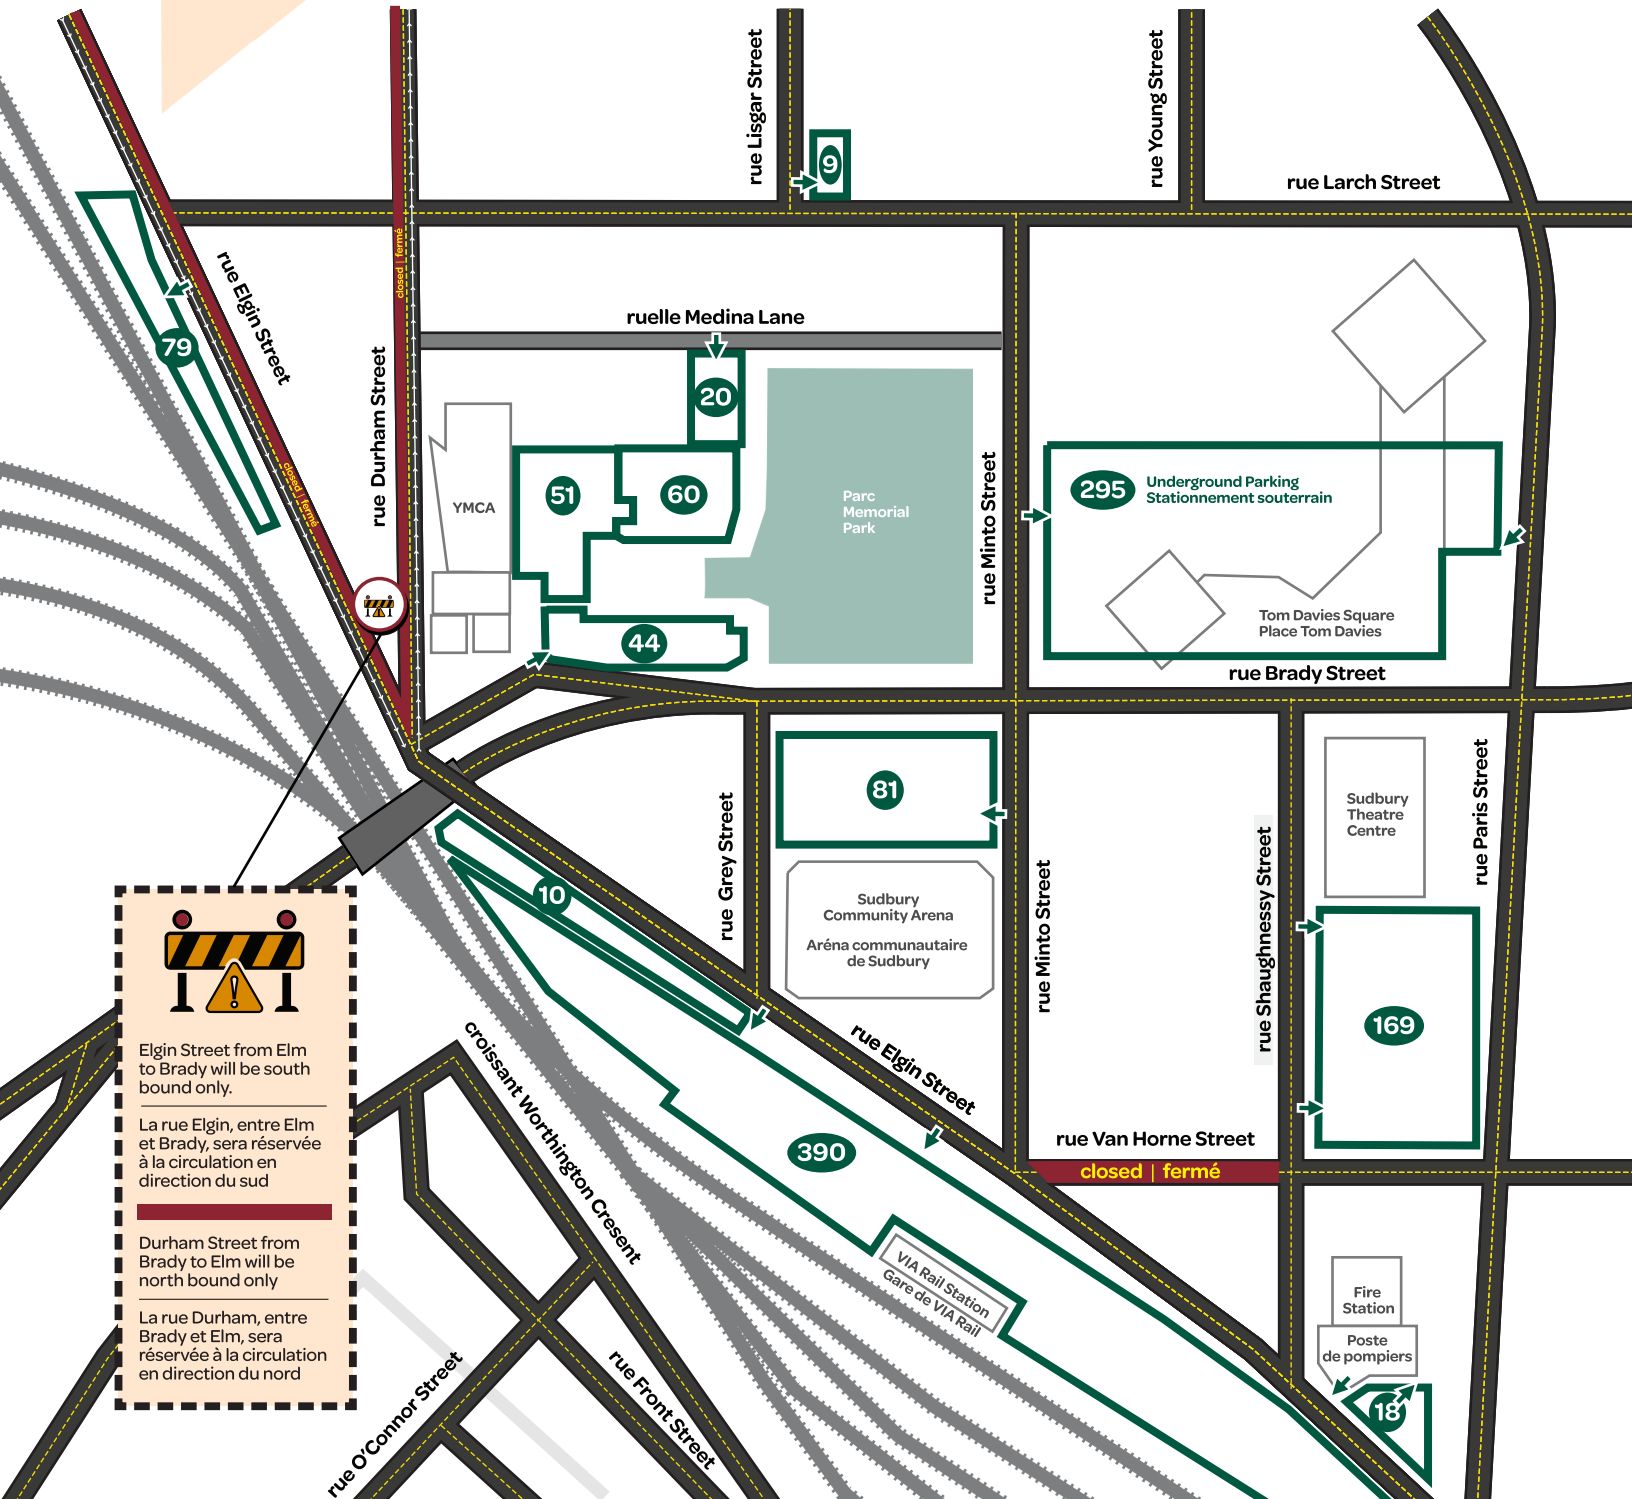 rue Lisgar Street
rue Young Street
rue Larch Street
9
rue Elgin Street
79
closed | fermé
closed | fermé
rue Durham Street
ruelle Medina Lane
20
51
60
YMCA
44
Parc
Memorial
Park
rue Minto Street
295
Underground Parking
Stationnement souterrain
Tom Davies Square
Place Tom Davies
rue Brady Street
81
rue Grey Street
Sudbury
Community Arena
Aréna communautaire
de Sudbury
rue Minto Street
rue Shaughnessy Street
Sudbury
Theatre
Centre
rue Paris Street
169
10
rue Elgin Street
390
rue Van Horne Street
closed | fermé
VIA Rail Station
Gare de VIA Rail
Fire
Station
Poste
de pompiers
18
croissant Worthington Cresent
rue Front Street
rue O'Connor Street
Elgin Street from Elm
to Brady will be south
bound only.
La rue Elgin, entre Elm
et Brady, sera réservée
à la circulation en
direction du sud
Durham Street from
Brady to Elm will be
north bound only
La rue Durham, entre
Brady et Elm, sera
réservée à la circulation
en direction du nord